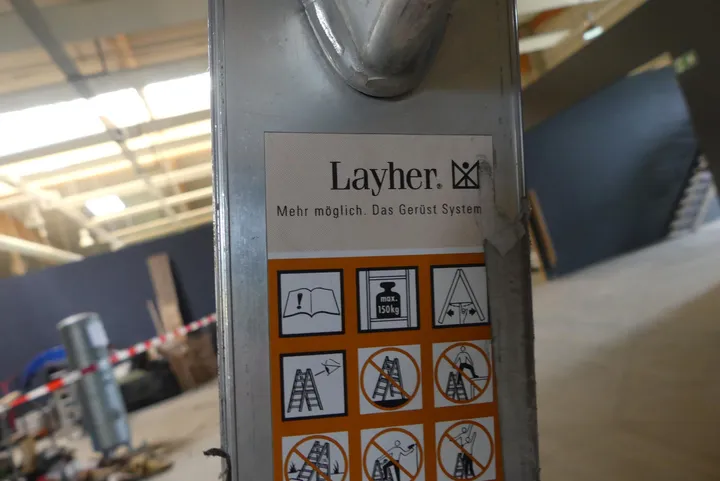 Layher.
Mehr möglich. Das Gerüst System
!
max.
150kg